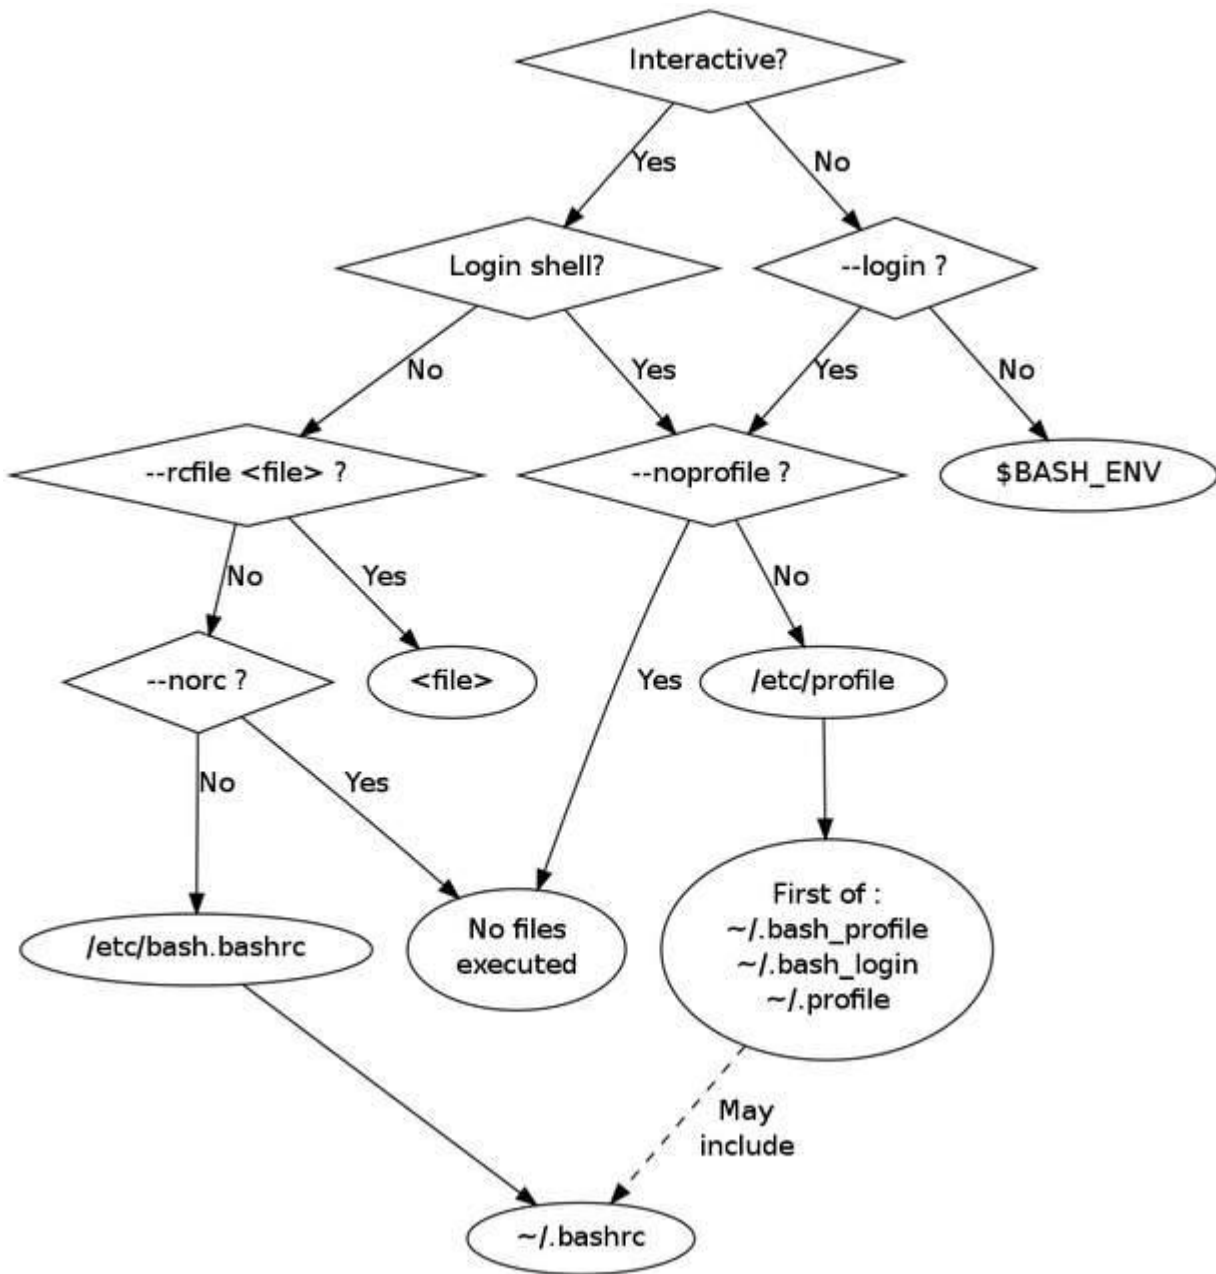 Interactive?
Yes
No
Login shell?
--login ?
No
Yes
Yes
No
--rcfile <file> ?
--noprofile ?
$BASH_ENV
No
Yes
No
--norc ?
<file>
Yes
/etc/profile
No
Yes
First of :
~/.bash_profile
~/.bash_login
~/.profile
/etc/bash.bashrc
No files
executed
May
include
~/.bashrc